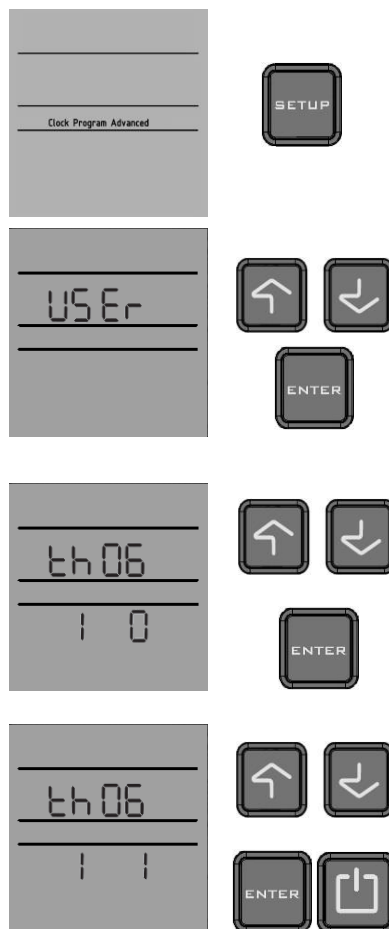 Clock Program Advanced
SETUP
USEr
ENTER
th06
1 0
ENTER
th06
1 1
ENTER